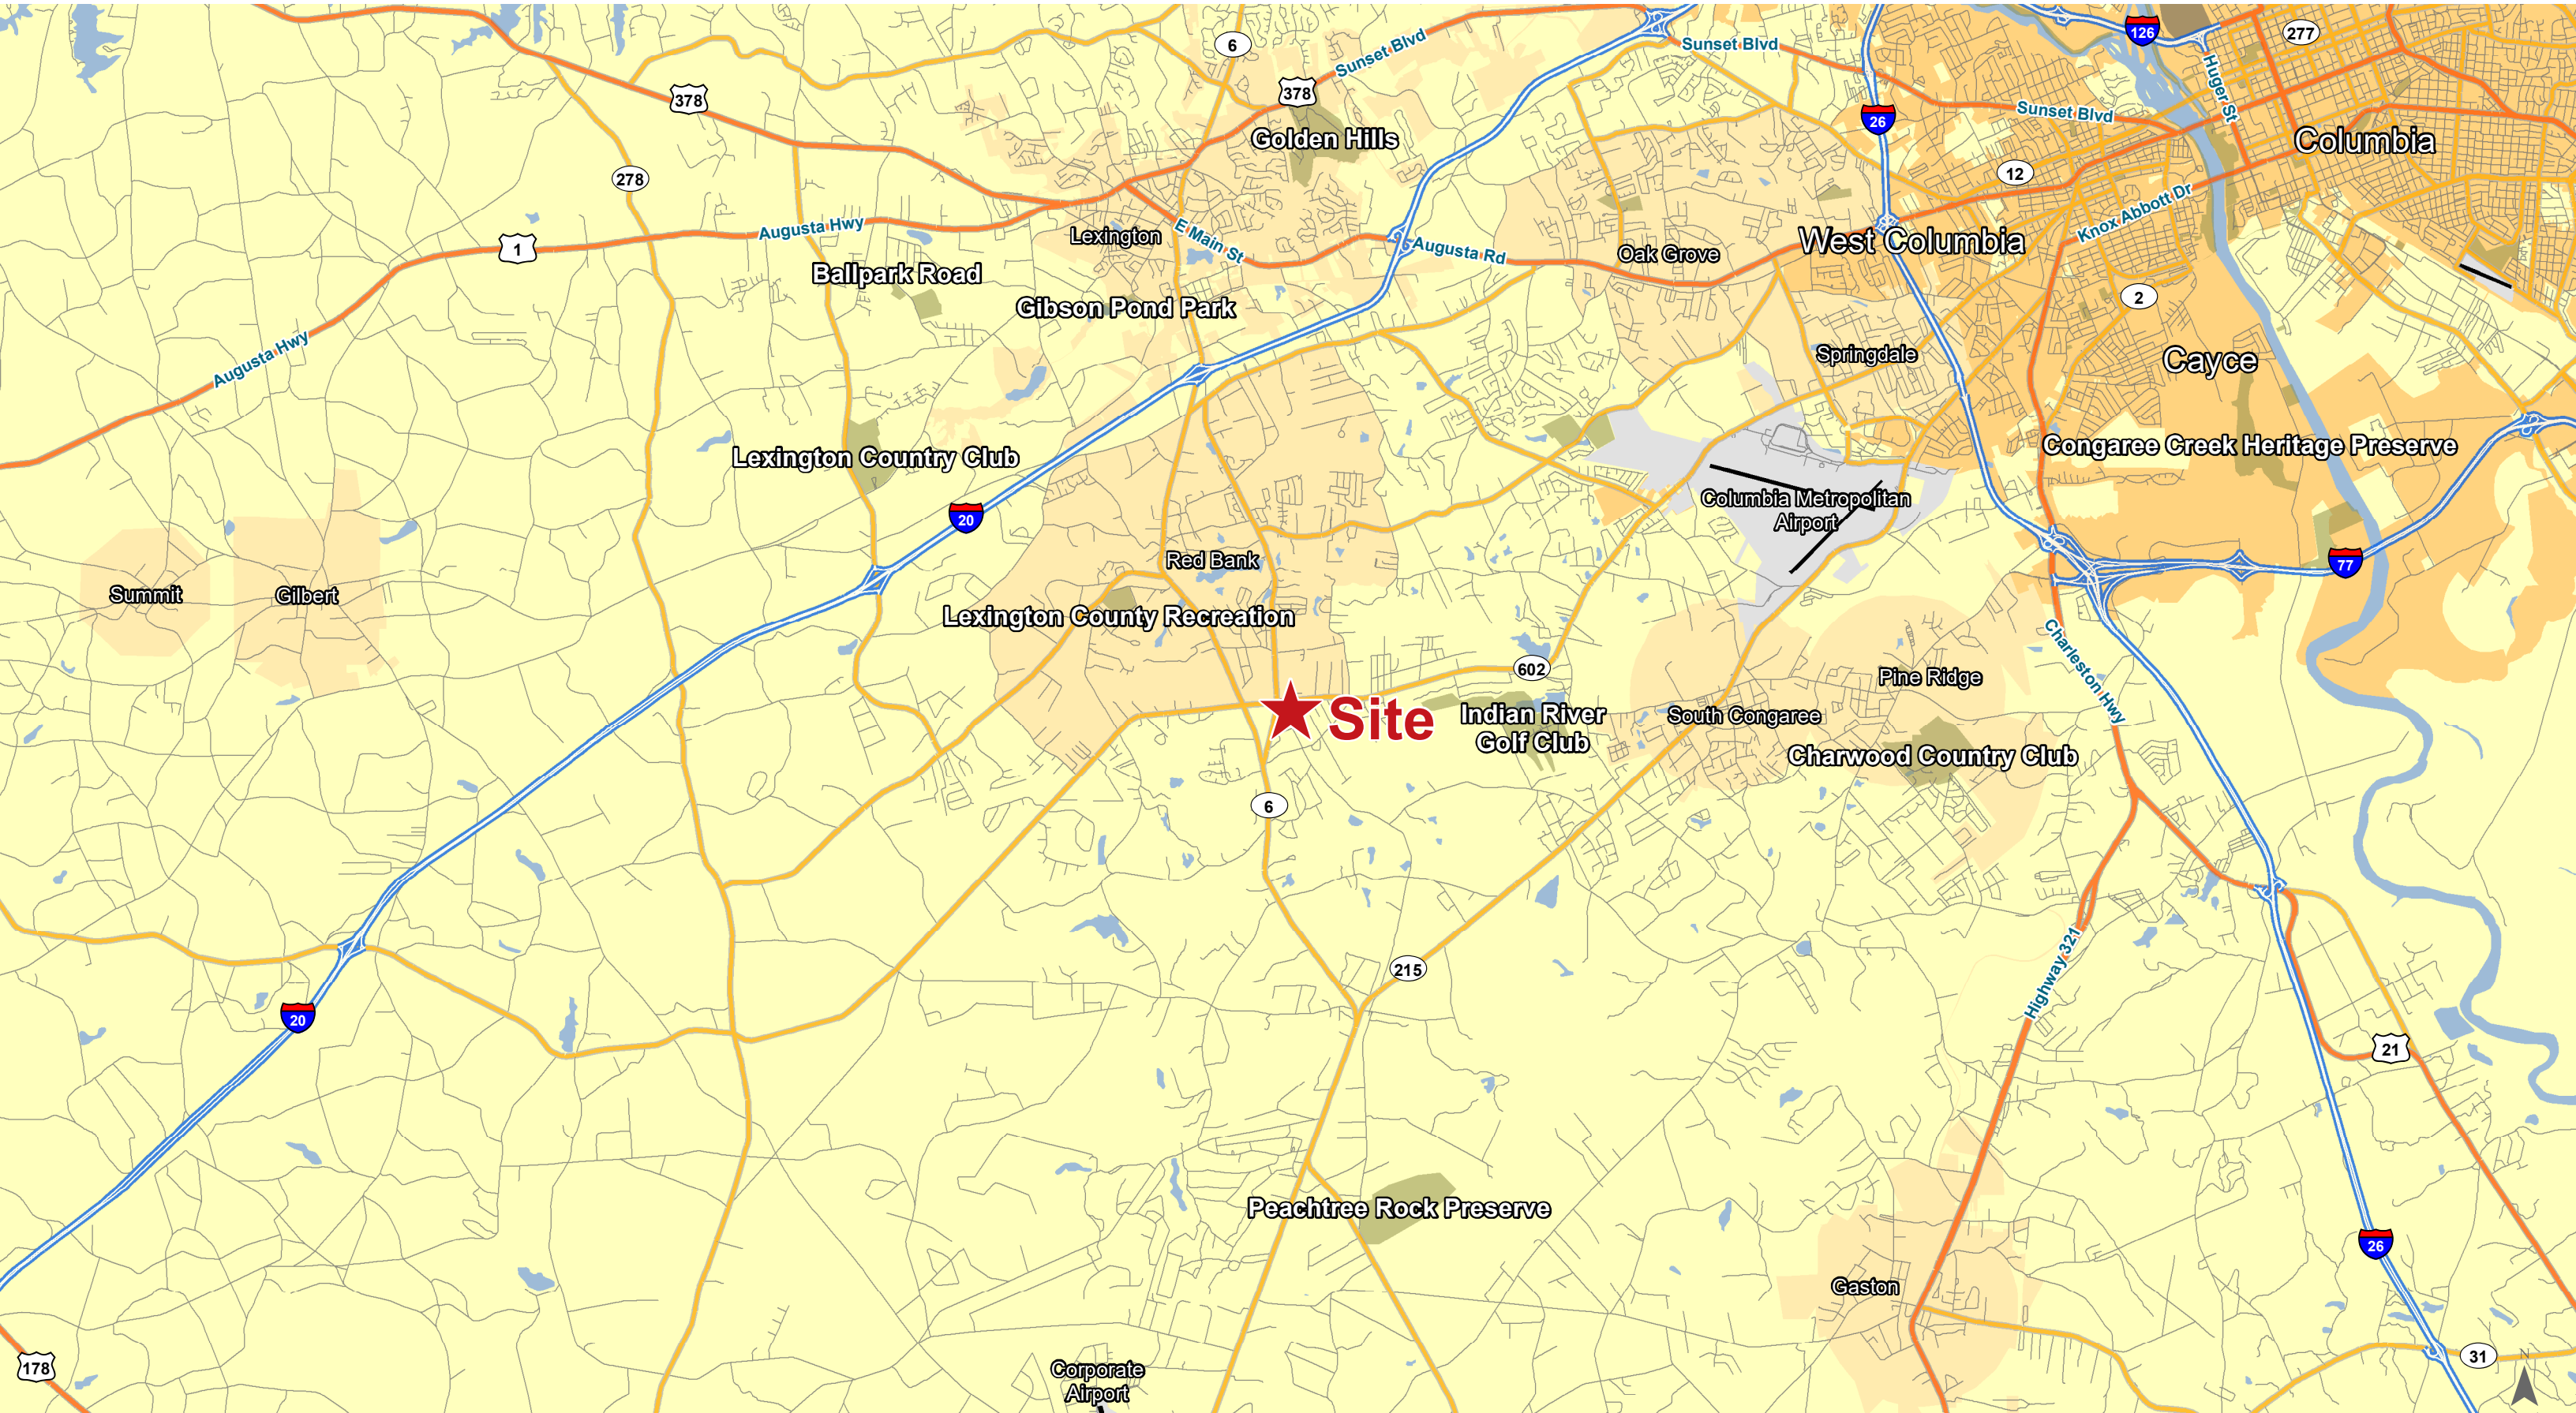 6
Sunset Blvd
378
378
Golden Hills
278
Augusta Hwy
1
Lexington
E Main St
Augusta Rd
Ballpark Road
Gibson Pond Park
Augusta Hwy
Lexington Country Club
20
Sunset Blvd
26
126
277
Huger St
Sunset Blvd
Columbia
12
Knox Abbott Dr
West Columbia
Oak Grove
2
Springdale
Cayce
Congaree Creek Heritage Preserve
Columbia Metropolitan
Airport
77
Summit
Gilbert
Red Bank
Lexington County Recreation
602
Site
Indian River
Golf Club
Pine Ridge
South Congaree
Charwood Country Club
Charleston Hwy
6
215
Highway 321
20
21
Peachtree Rock Preserve
26
Gaston
178
Corporate
Airport
31
N